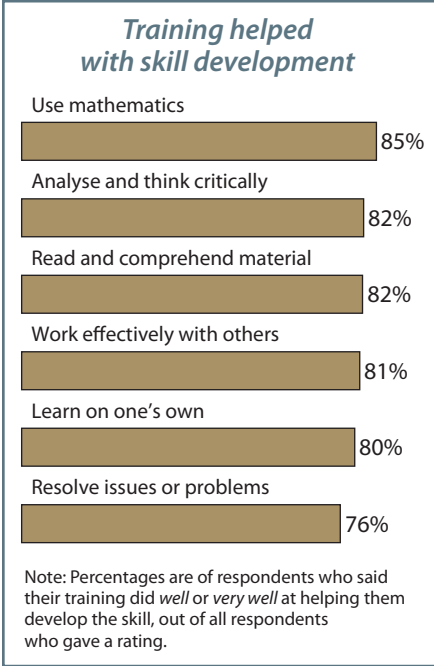 Training helped
with skill development
Use mathematics
85%
Analyse and think critically
82%
Read and comprehend material
82%
Work effectively with others
81%
Learn on one’s own
80%
Resolve issues or problems
76%
Note: Percentages are of respondents who said
their training did well or very well at helping them
develop the skill, out of all respondents
who gave a rating.